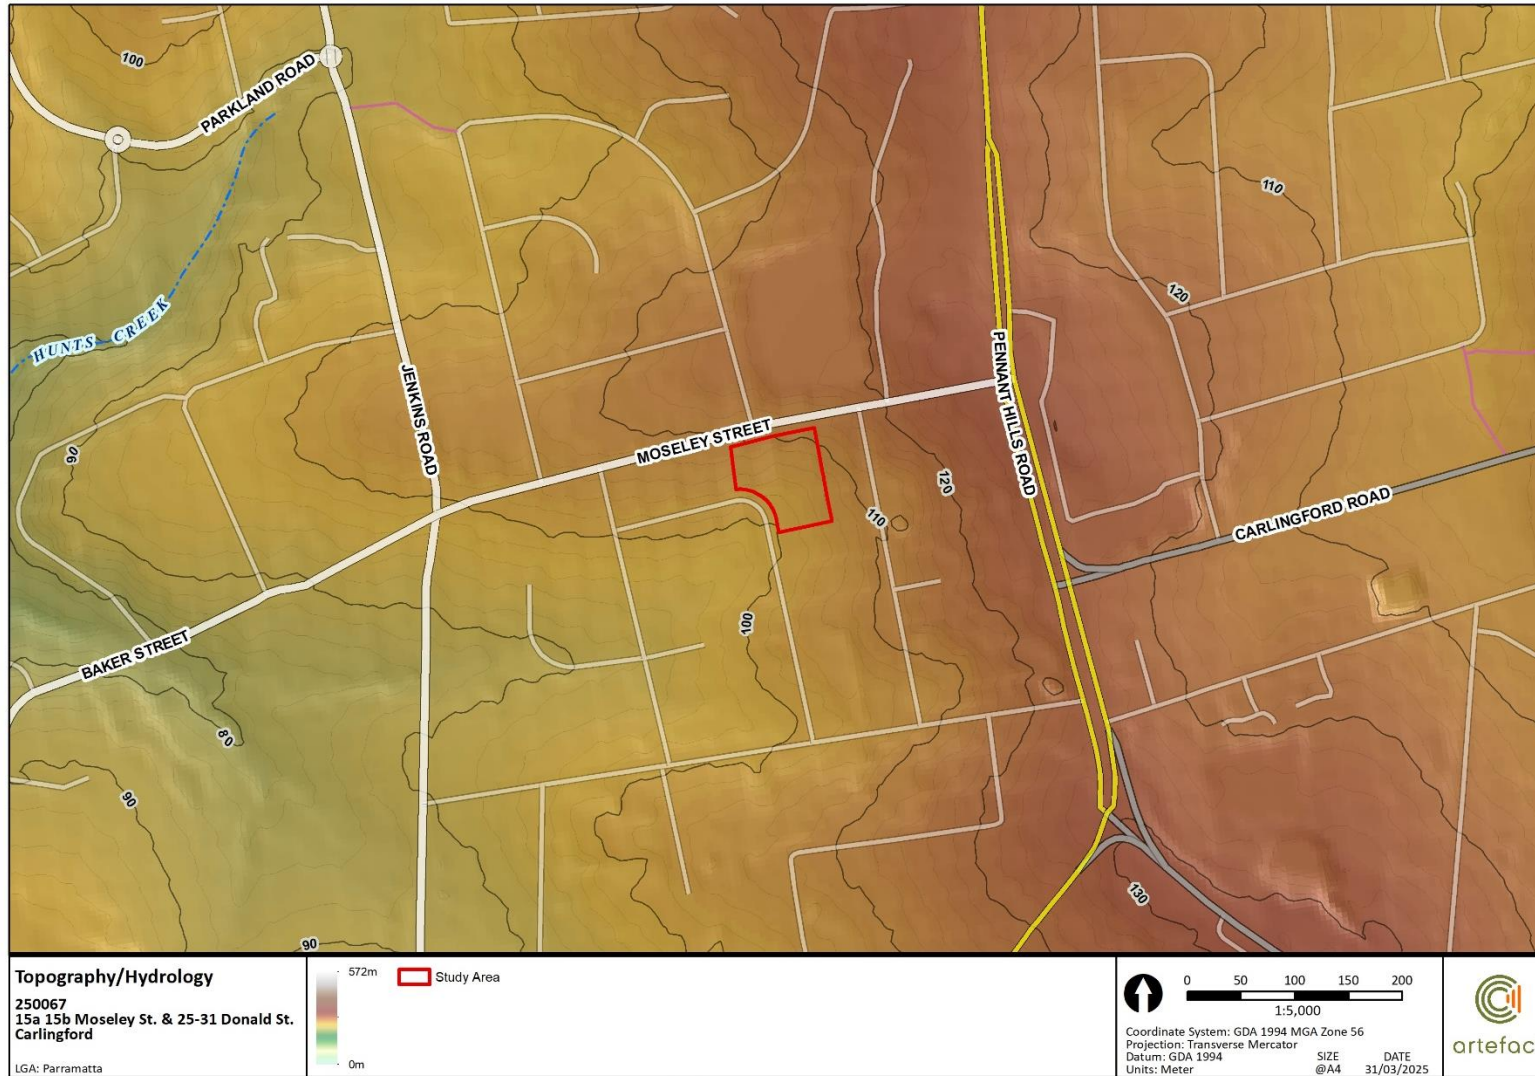 100
PARKLAND ROAD
110
HUNTS CREEK
120
JENKINS ROAD
PENNANT HILLS ROAD
MOSELEY STREET
90
120
110
CARLINGFORD ROAD
100
BAKER STREET
80
90
130
90
Topography/Hydrology
250067
15a 15b Moseley St. & 25-31 Donald St.
Carlingford
LGA: Parramatta
572m
0m
Study Area
0 50 100 150 200
1:5,000
Coordinate System: GDA 1994 MGA Zone 56
Projection: Transverse Mercator
Datum: GDA 1994
Units: Meter
SIZE
@A4
DATE
31/03/2025
artefac